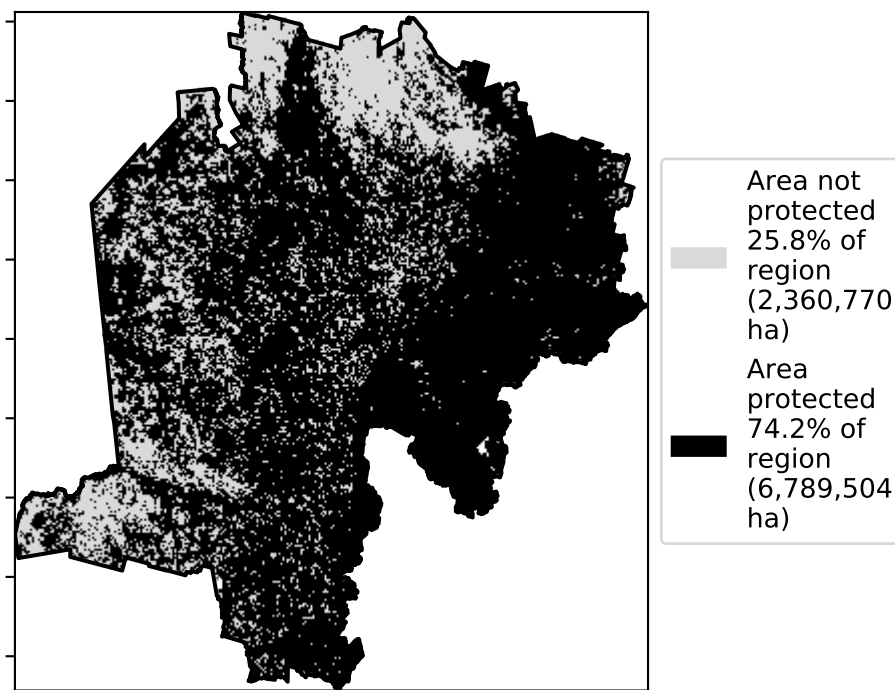 Area not
protected
25.8% of
region
(2,360,770
ha)
Area
protected
74.2% of
region
(6,789,504
ha)